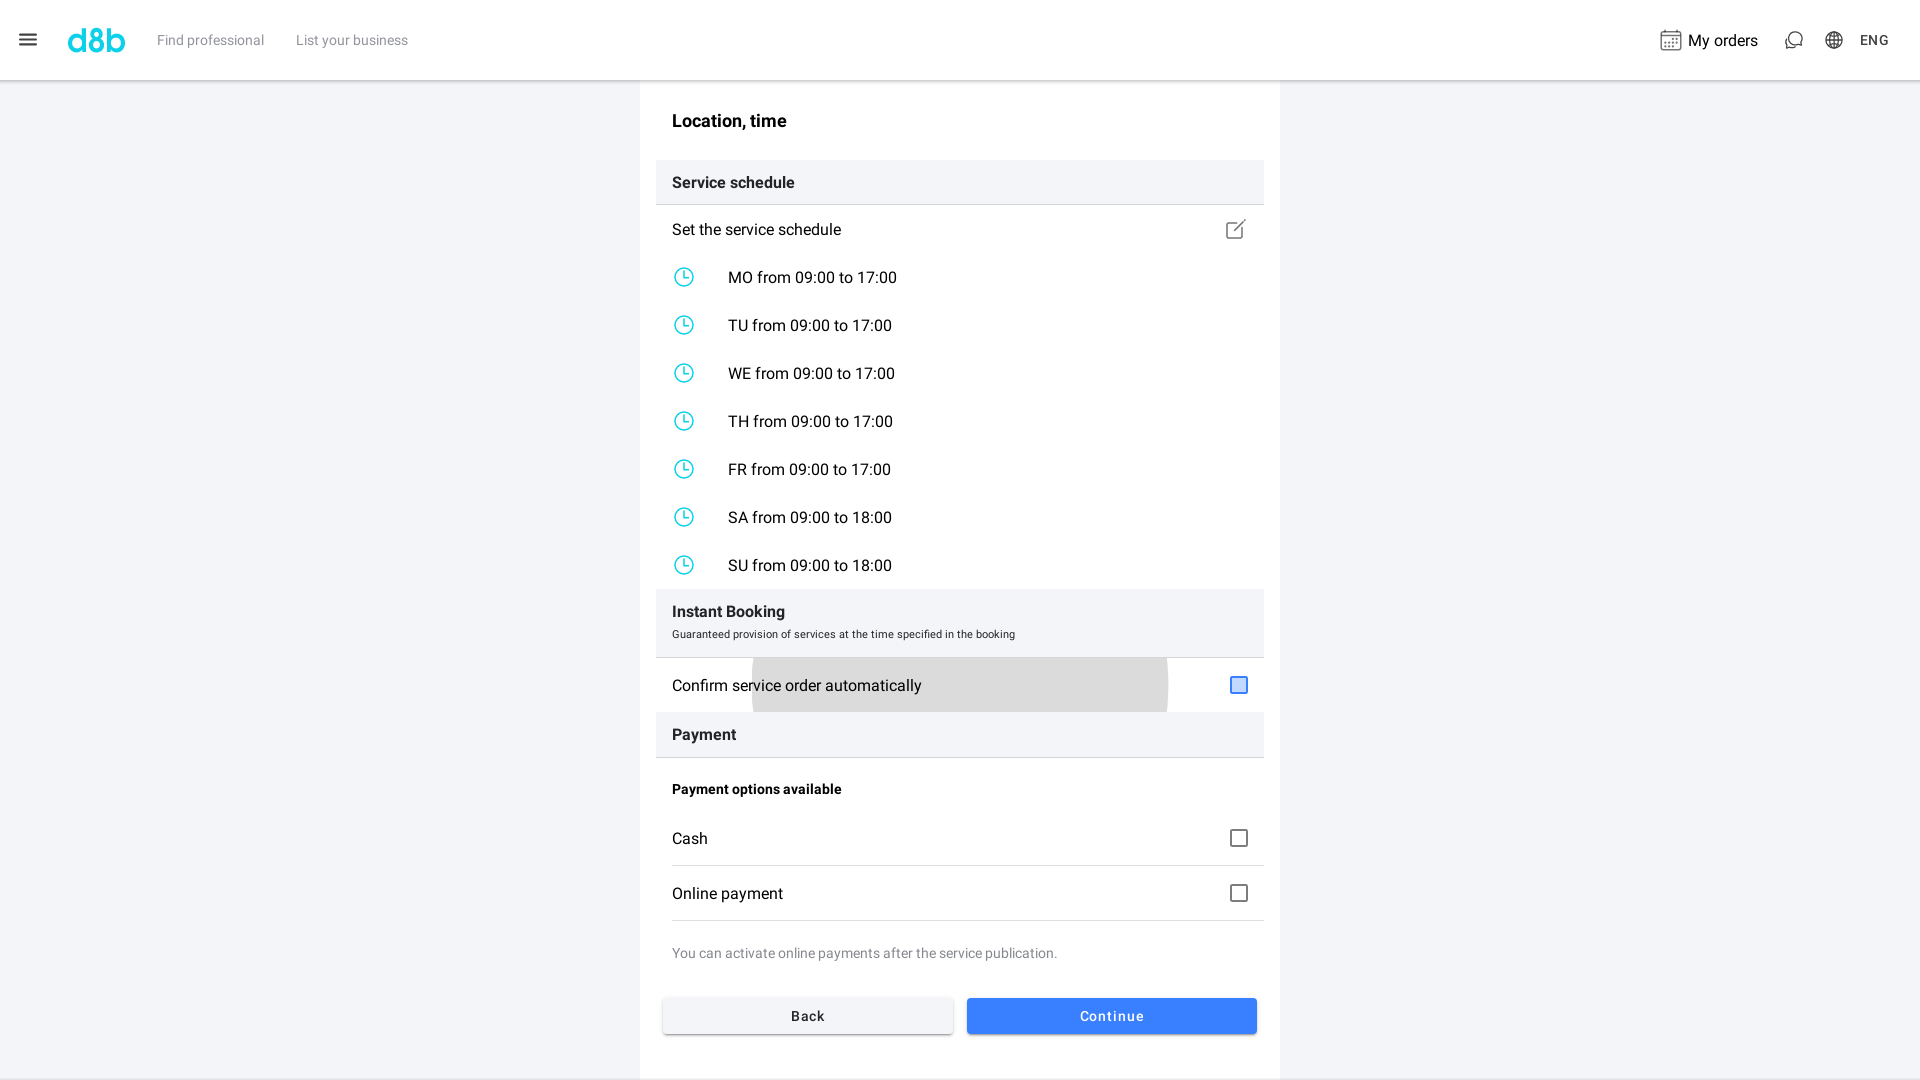 d8b
Find professional
List your business
My orders
ENG
Location, time
Service schedule
Set the service schedule
MO from 09:00 to 17:00
TU from 09:00 to 17:00
WE from 09:00 to 17:00
TH from 09:00 to 17:00
FR from 09:00 to 17:00
SA from 09:00 to 18:00
SU from 09:00 to 18:00
Instant Booking
Guaranteed provision of services at the time specified in the booking
Confirm service order automatically
Payment
Payment options available
Cash
Online payment
You can activate online payments after the service publication.
Back
Continue